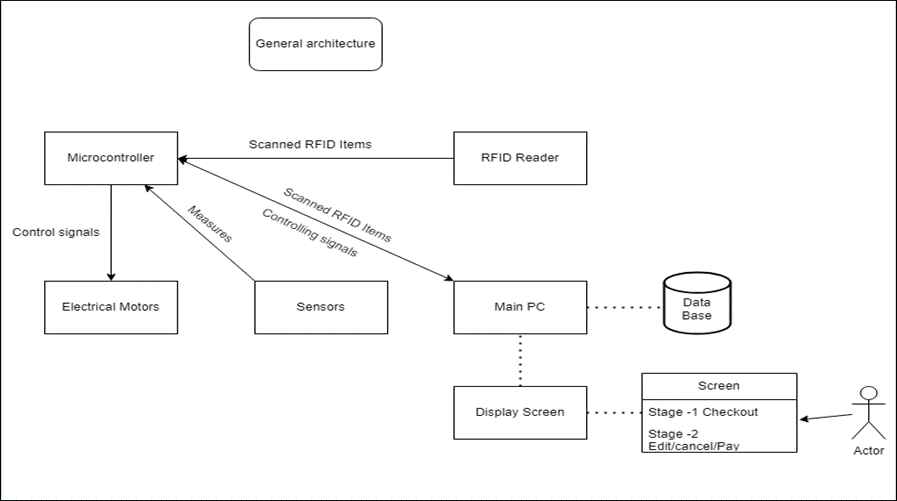 General architecture
Scanned RFID Items
Microcontroller
RFID Reader
Scanned RFID Items
Controlling signals
Measures
Control signals
Electrical Motors
Sensors
Main PC
Data
Base
Screen
Display Screen
Stage -1 Checkout
Stage -2
Edit/cancel/Pay
Actor